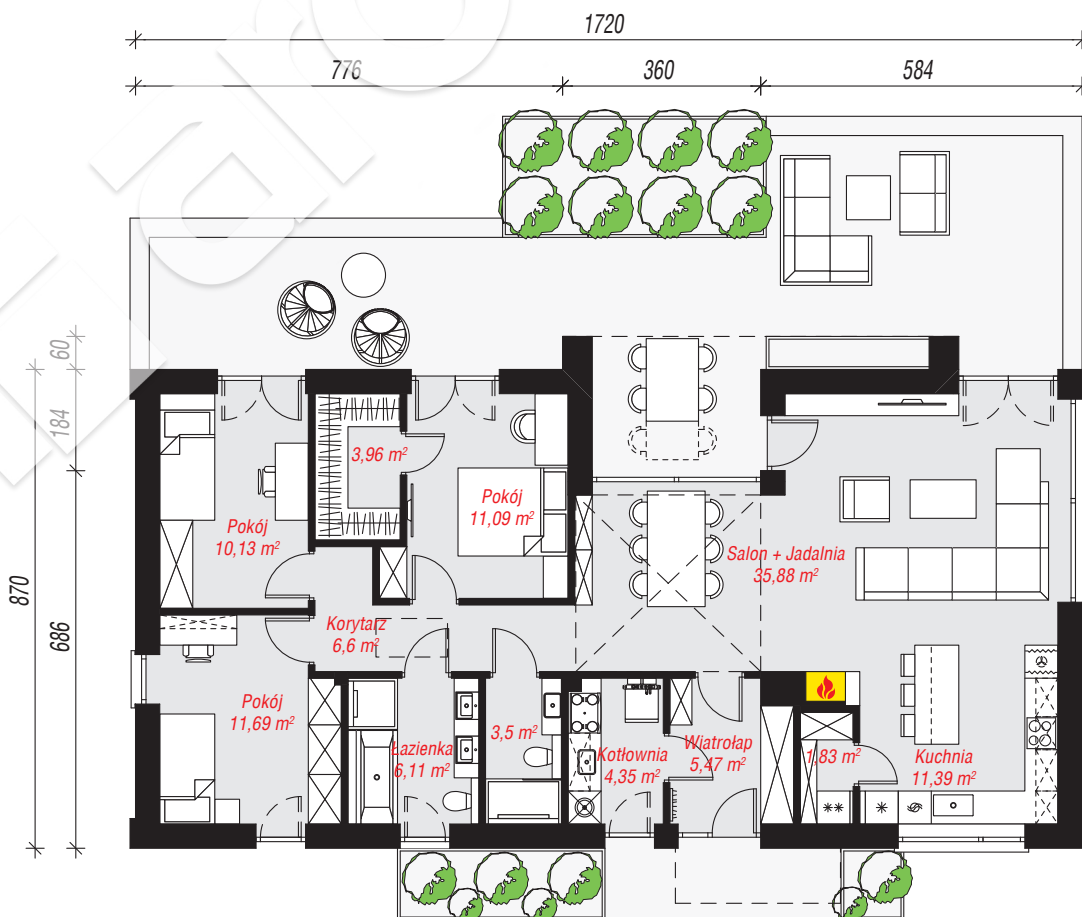 1720
776
360
584
60
184
870
686
3,96 m²
Pokój
11,09 m²
Pokój
10,13 m²
Salon + Jadalnia
35,88 m²
Korytarz
6,6 m²
Pokój
11,69 m²
Łazienka
6,11 m²
3,5 m²
Kotłownia
4,35 m²
Wiatrołap
5,47 m²
1,83 m²
Kuchnia
11,39 m²